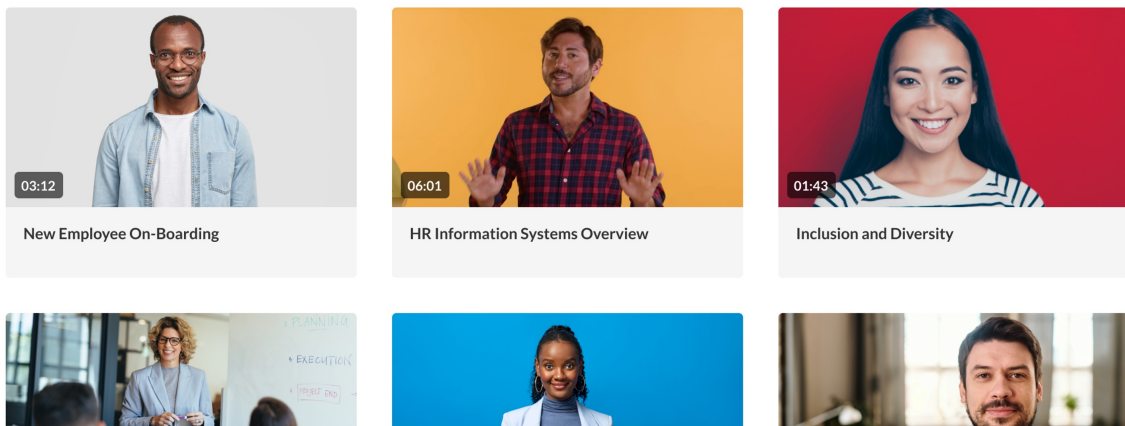 03:12
06:01
01:43
New Employee On-Boarding
HR Information Systems Overview
Inclusion and Diversity
PLANNING
EXECUTION